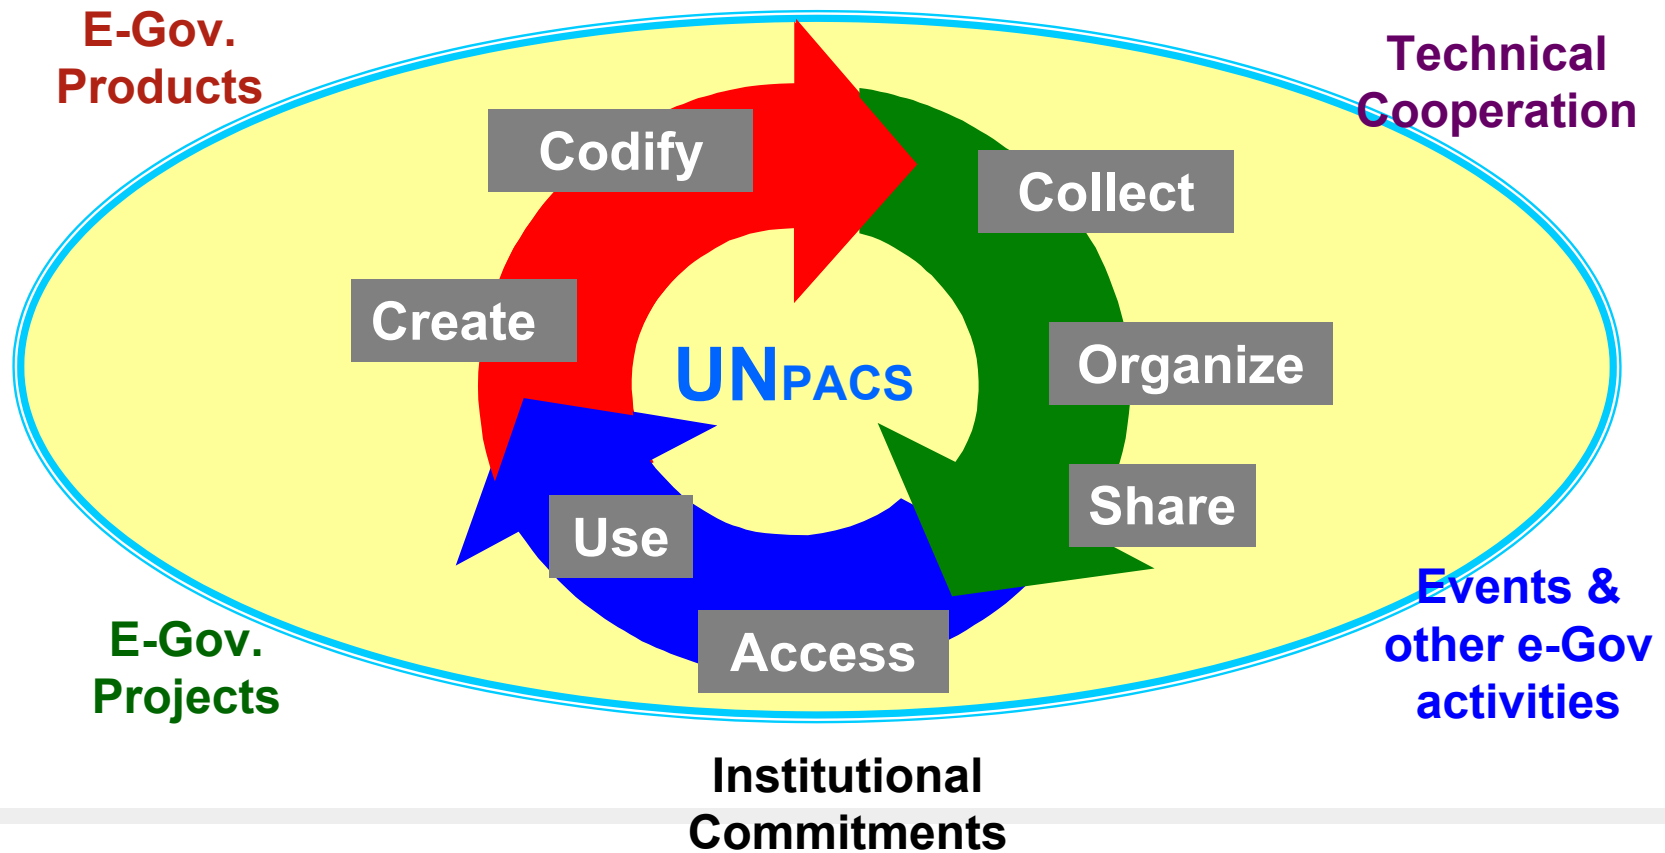 E-Gov.
Products
Technical
Cooperation
Codify
Collect
Create
Organize
UNPACS
Share
Use
Access
E-Gov.
Projects
Events &
other e-Gov
activities
Institutional
Commitments